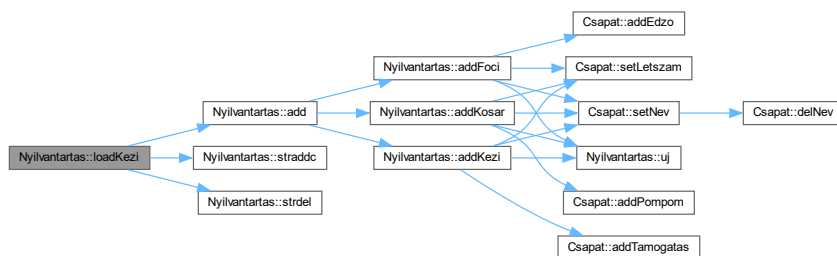 Nyilvantartas::loadKezi
Nyilvantartas::add
Nyilvantartas::straddc
Nyilvantartas::strdel
Nyilvantartas::addFoci
Nyilvantartas::addKosar
Nyilvantartas::addKezi
Csapat::addEdzo
Csapat::setLetszam
Csapat::setNev
Nyilvantartas::uj
Csapat::addPompom
Csapat::addTamogatas
Csapat::delNev